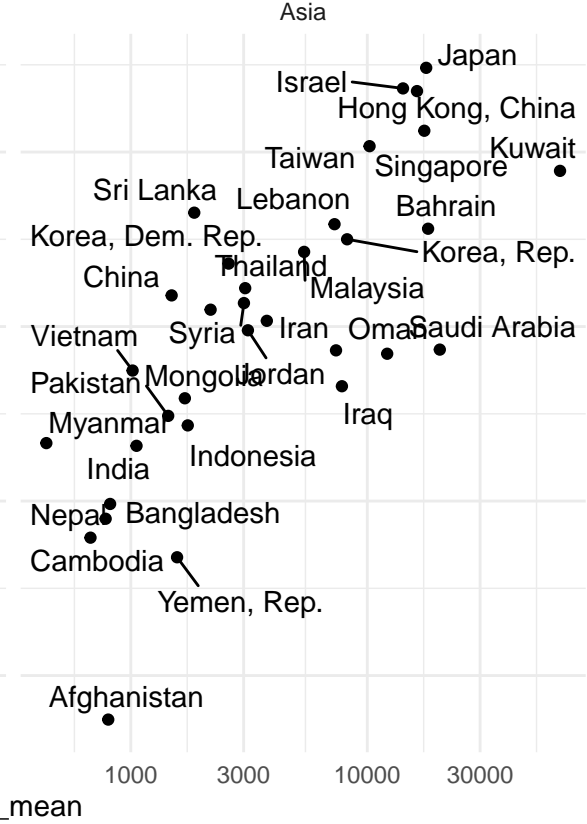 Asia
Japan
Israel
Hong Kong, China
Kuwait
Taiwan
Singapore
Sri Lanka
Lebanon
Bahrain
Korea, Dem. Rep.
Korea, Rep.
Thailand
China
Malaysia
Syria
Iran
Oman
Saudi Arabia
Vietnam
Pakistan
Mongolia
Jordan
Iraq
Myanmar
India
Indonesia
Nepal
Bangladesh
Cambodia
Yemen, Rep.
Afghanistan
1000 3000 10000 30000
_mean